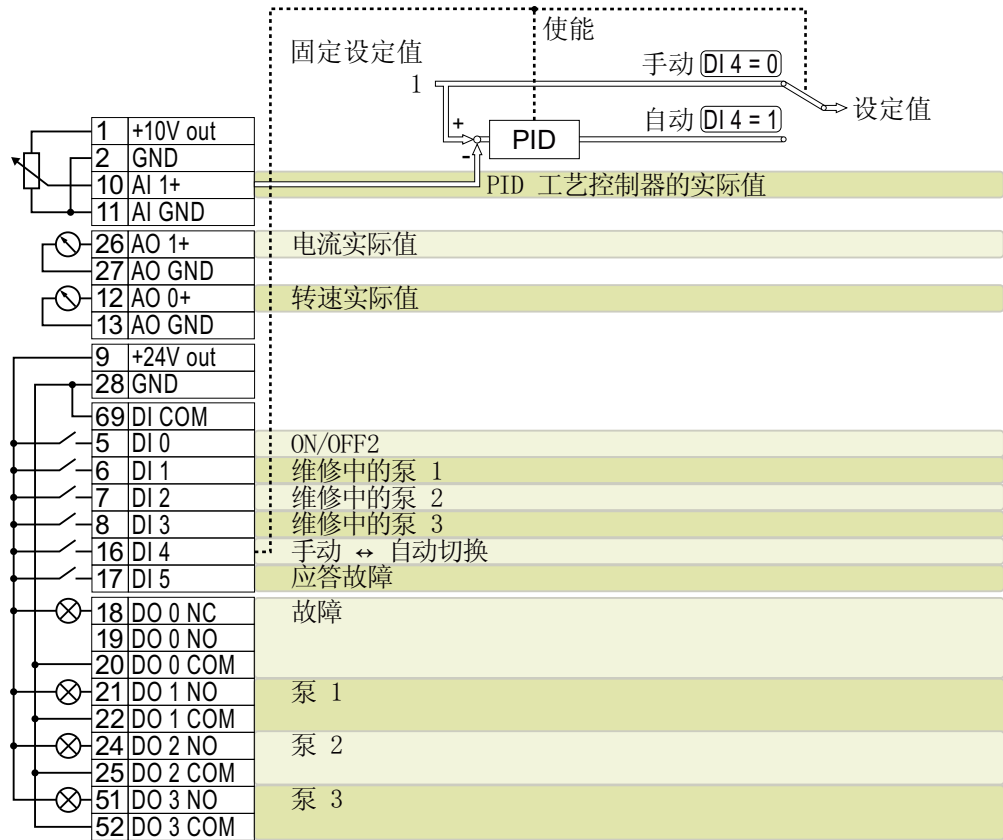 使能
固定设定值
1
手动 DI 4 = 0
设定值
自动 DI 4 = 1
+
-
PID
1 +10V out
2 GND
10 AI 1+ PID 工艺控制器的实际值
11 AI GND
26 AO 1+ 电流实际值
27 AO GND
12 AO 0+ 转速实际值
13 AO GND
9 +24V out
28 GND
69 DI COM
5 DI 0 ON/OFF2
6 DI 1 维修中的泵 1
7 DI 2 维修中的泵 2
8 DI 3 维修中的泵 3
16 DI 4 手动 ↔ 自动切换
17 DI 5 应答故障
18 DO 0 NC 故障
19 DO 0 NO
20 DO 0 COM
21 DO 1 NO 泵 1
22 DO 1 COM
24 DO 2 NO 泵 2
25 DO 2 COM
51 DO 3 NO 泵 3
52 DO 3 COM